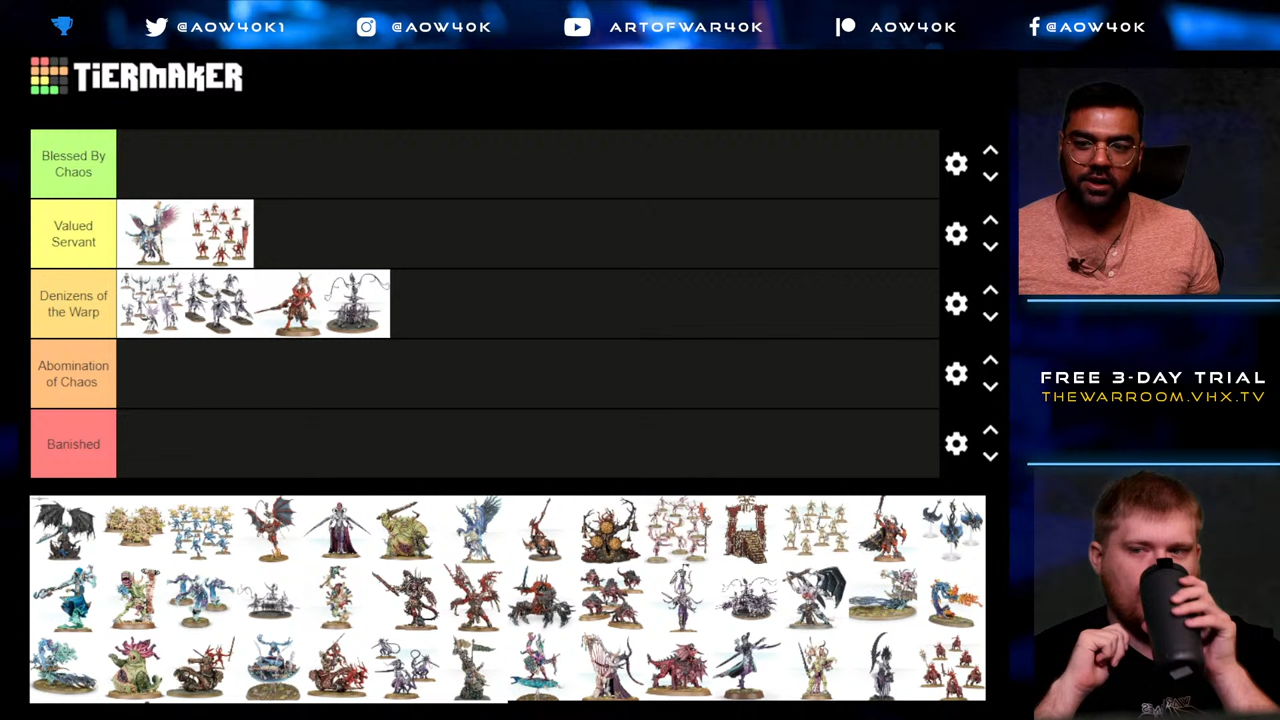 @AOW40K1 @AOW40K ARTOFWAR40K AOW40K @AOW40K
TiERMAKER
Blessed By
Chaos
Valued
Servant
Denizens of
the Warp
Abomination
of Chaos
Banished
FREE 3-DAY TRIAL
THEWARROOM.VHX.TV